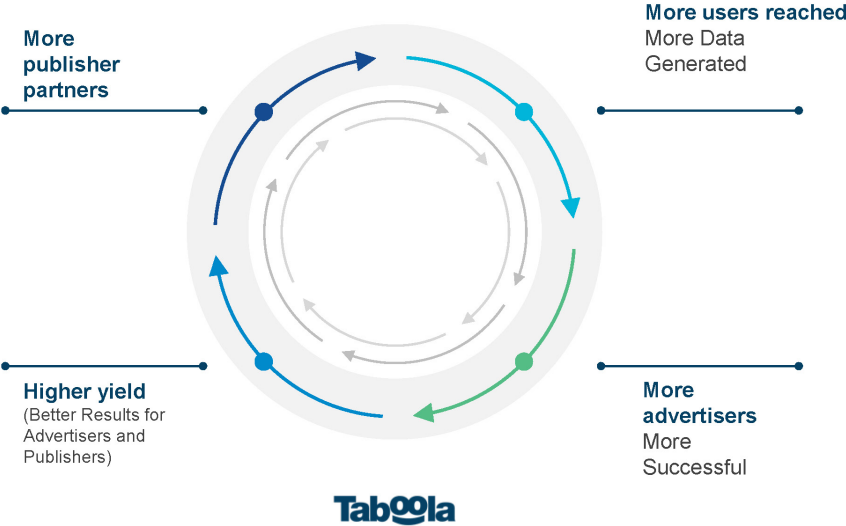 More
publisher
partners
More users reached
More Data
Generated
Higher yield
(Better Results for
Advertisers and
Publishers)
More
advertisers
More
Successful
Taboola